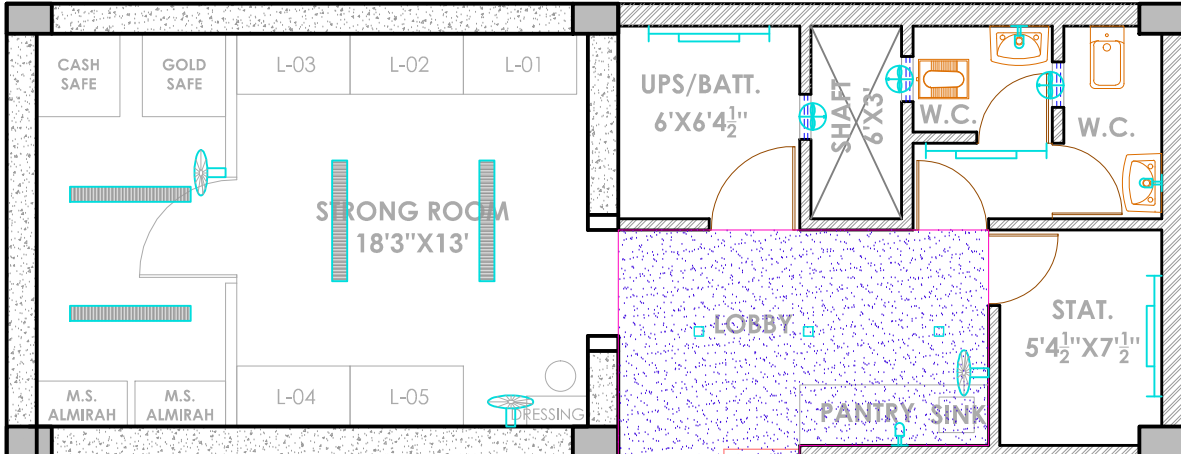 CASH
SAFE
GOLD
SAFE
L-03
L-02
L-01
UPS/BATT.
6'X6'4½"
SHAFT
6'X3'
W.C.
W.C.
STRONG ROOM
18'3"X13'
LOBBY
STAT.
5'4½"X7'½"
M.S.
ALMIRAH
M.S.
ALMIRAH
L-04
L-05
DRESSING
PANTRY
SINK